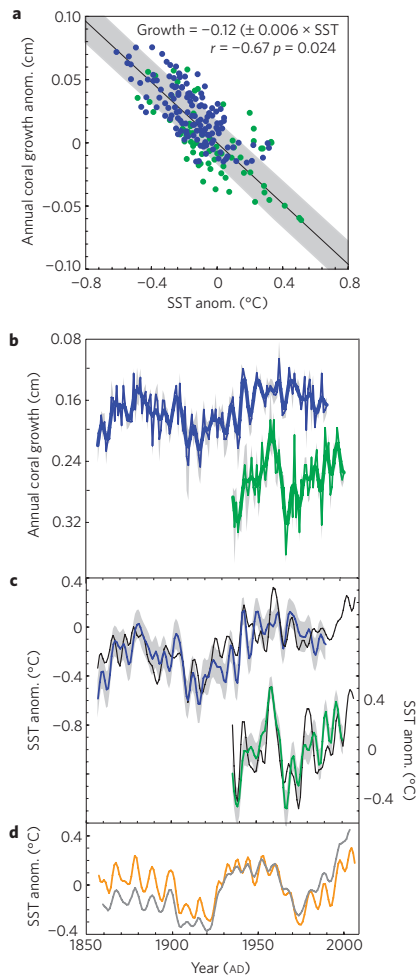 a
Growth = −0.12 (± 0.006 × SST
r = −0.67 p = 0.024
Annual coral growth anom. (cm)
0.10
0.05
0
−0.05
−0.10
−0.8 −0.4 0 0.4 0.8
SST anom. (°C)
b
Annual coral growth (cm)
0.08
0.16
0.24
0.32
c
SST anom. (°C)
0.4
0
−0.4
−0.8
0.4
0
−0.4
SST anom. (°C)
d
SST anom. (°C)
0.4
0
−0.4
1850 1900 1950 2000
Year (AD)